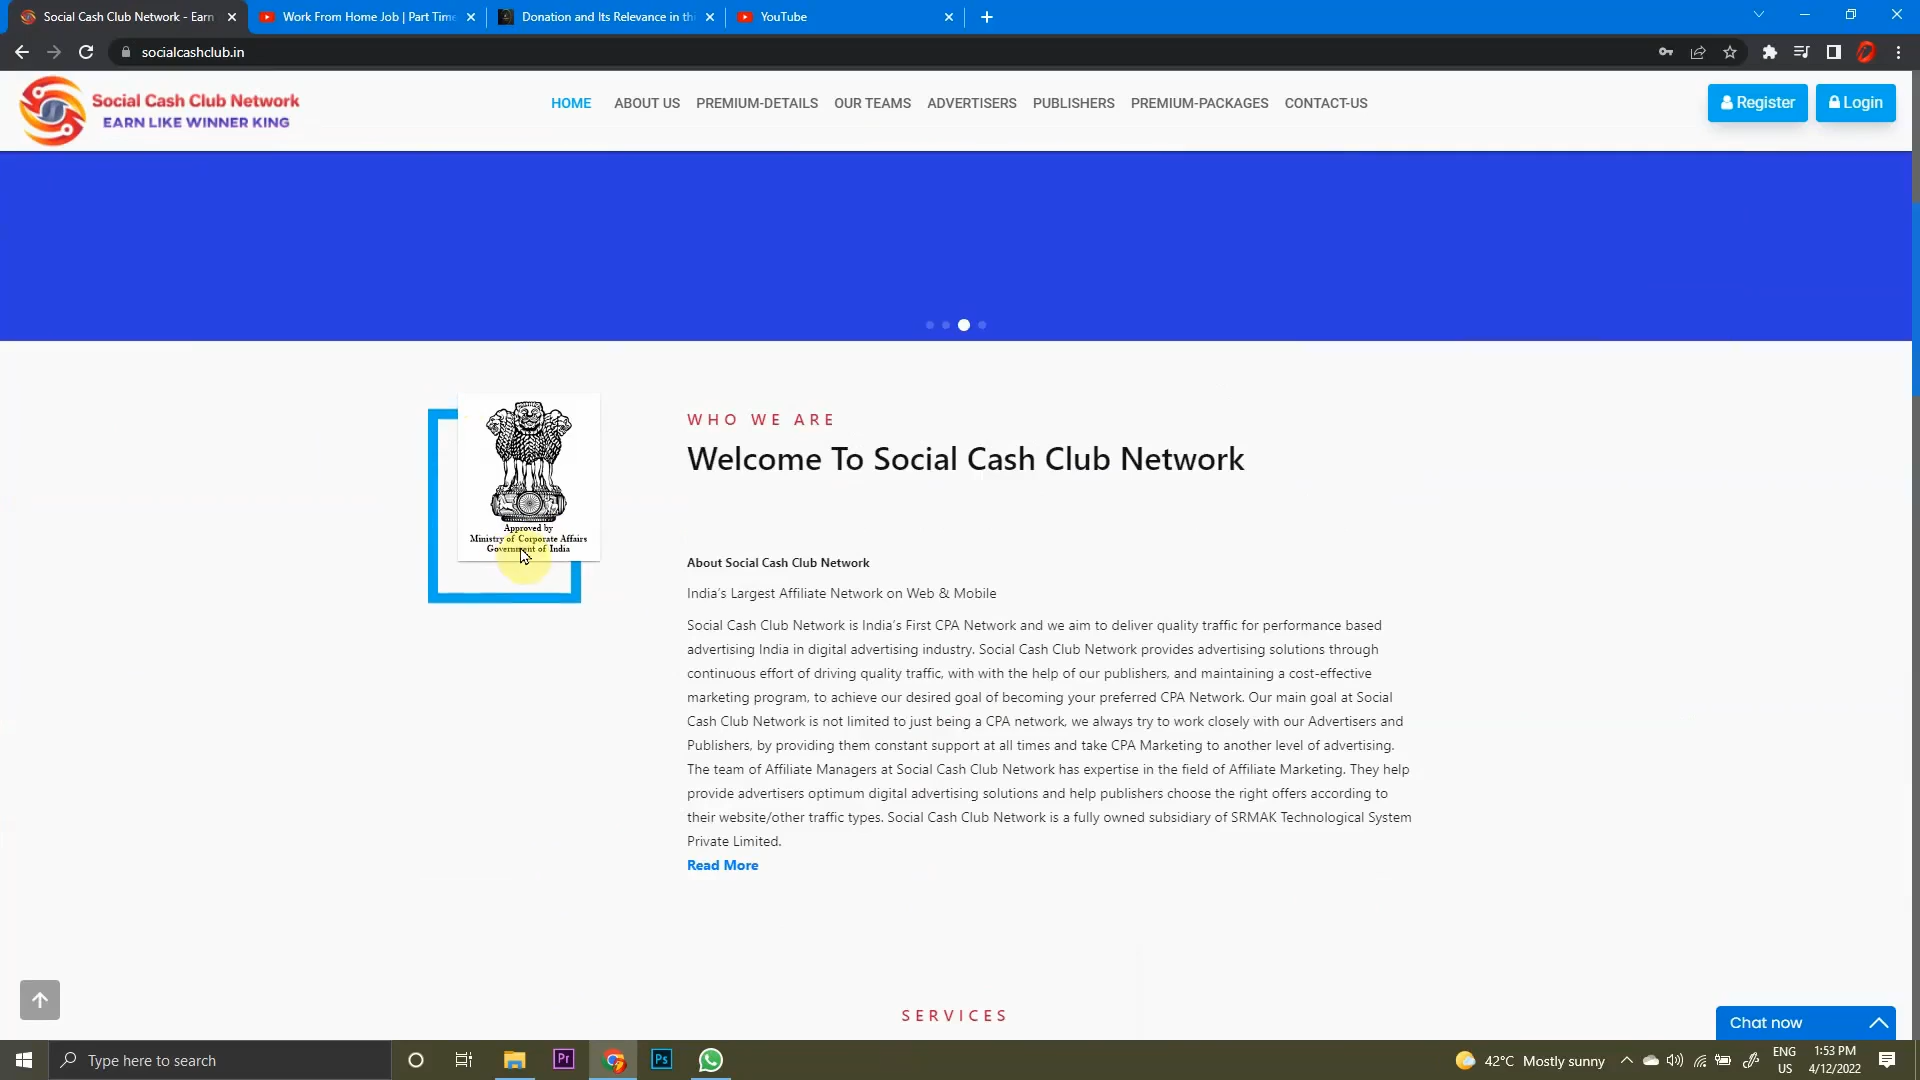 Social Cash Club Network - Earn
Work From Home Job | Part Time
Donation and Its Relevance in thi
YouTube
socialcashclub.in
Social Cash Club Network
EARN LIKE WINNER KING
HOME
ABOUT US
PREMIUM-DETAILS
OUR TEAMS
ADVERTISERS
PUBLISHERS
PREMIUM-PACKAGES
CONTACT-US
Register
Login
Approved by
Ministry of Corporate Affairs
Government of India
WHO WE ARE
Welcome To Social Cash Club Network
About Social Cash Club Network
India's Largest Affiliate Network on Web & Mobile
Social Cash Club Network is India's First CPA Network and we aim to deliver quality traffic for performance based
advertising India in digital advertising industry. Social Cash Club Network provides advertising solutions through
continuous effort of driving quality traffic, with with the help of our publishers, and maintaining a cost-effective
marketing program, to achieve our desired goal of becoming your preferred CPA Network. Our main goal at Social
Cash Club Network is not limited to just being a CPA network, we always try to work closely with our Advertisers and
Publishers, by providing them constant support at all times and take CPA Marketing to another level of advertising.
The team of Affiliate Managers at Social Cash Club Network has expertise in the field of Affiliate Marketing. They help
provide advertisers optimum digital advertising solutions and help publishers choose the right offers according to
their website/other traffic types. Social Cash Club Network is a fully owned subsidiary of SRMAK Technological System
Private Limited.
Read More
SERVICES
Chat now
Type here to search
Pr
Ps
42°C Mostly sunny
ENG
US
1:53 PM
4/12/2022